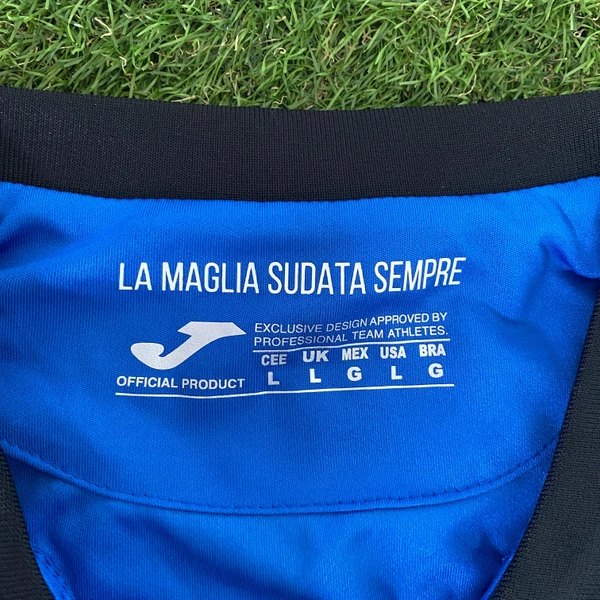 LA MAGLIA SUDATA SEMPRE
EXCLUSIVE DESIGN APPROVED BY
PROFESSIONAL TEAM ATHLETES.
CEE UK MEX USA BRA
OFFICIAL PRODUCT L L G L G